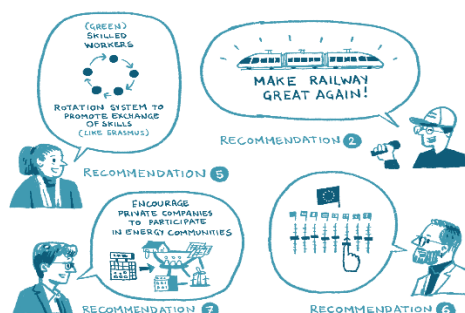 (GREEN)
SKILLED
WORKERS
ROTATION SYSTEM TO
PROMOTE EXCHANGE
OF SKILLS
(LIKE ERASMUS)
RECOMMENDATION 5
MAKE RAILWAY
GREAT AGAIN!
RECOMMENDATION 2
ENCOURAGE
PRIVATE COMPANIES
TO PARTICIPATE
IN ENERGY COMMUNITIES
RECOMMENDATION 7
RECOMMENDATION 6